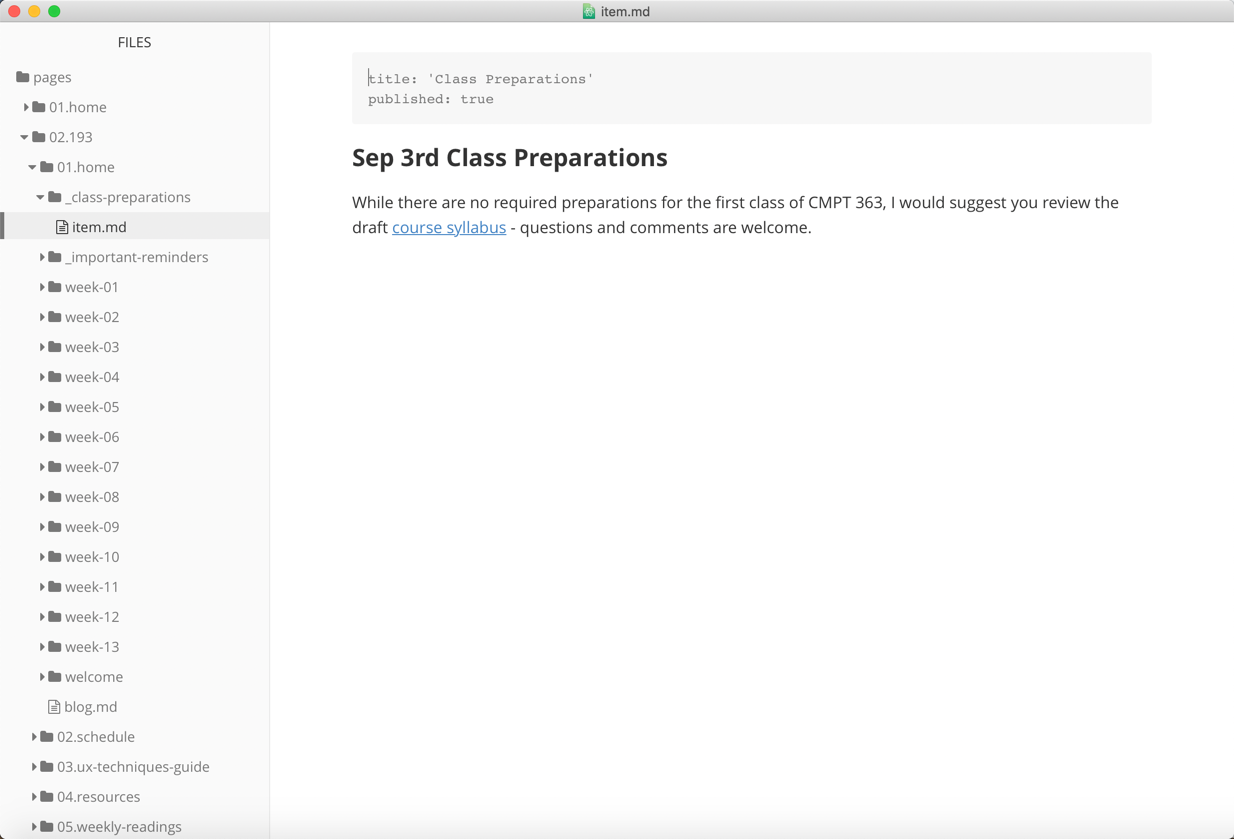 item.md
FILES
pages
01.home
02.193
01.home
_class-preparations
item.md
_important-reminders
week-01
week-02
week-03
week-04
week-05
week-06
week-07
week-08
week-09
week-10
week-11
week-12
week-13
welcome
blog.md
02.schedule
03.ux-techniques-guide
04.resources
05.weekly-readings
title: 'Class Preparations'
published: true
Sep 3rd Class Preparations
While there are no required preparations for the first class of CMPT 363, I would suggest you review the
draft course syllabus - questions and comments are welcome.